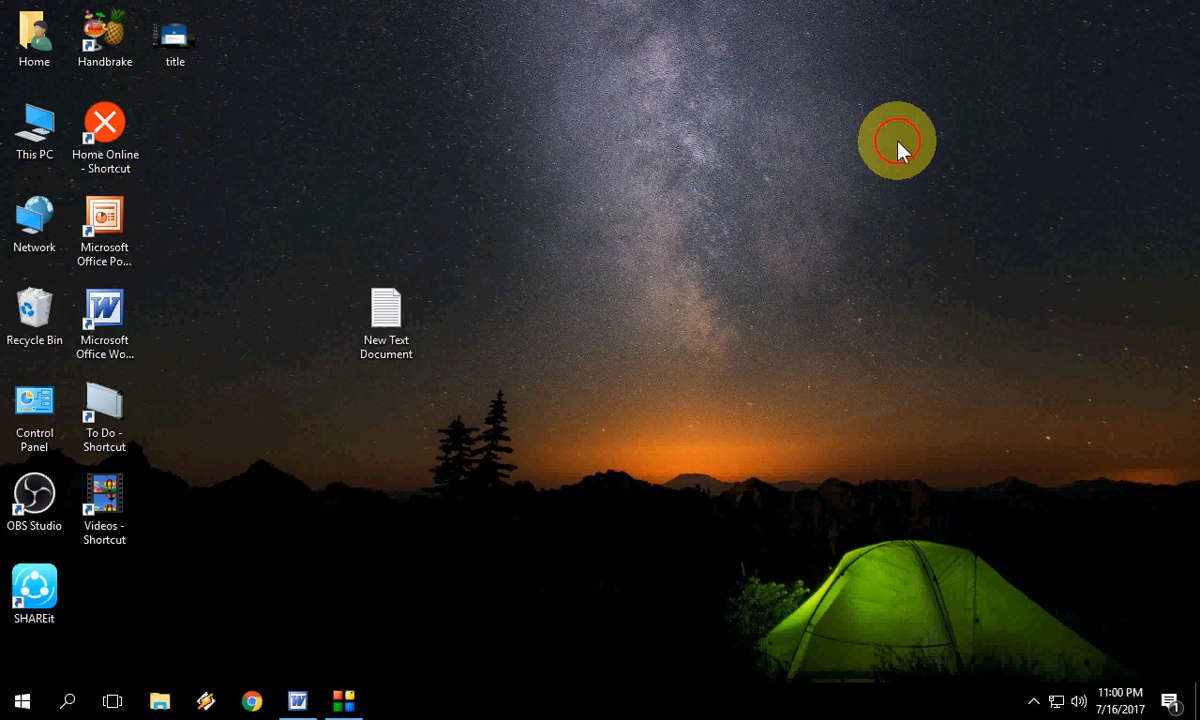 Home
Handbrake
title
This PC
Home Online
- Shortcut
Network
Microsoft
Office Po...
Recycle Bin
Microsoft
Office Wo...
New Text
Document
Control
Panel
To Do -
Shortcut
OBS Studio
Videos -
Shortcut
SHAREit
11:00 PM
7/16/2017
1